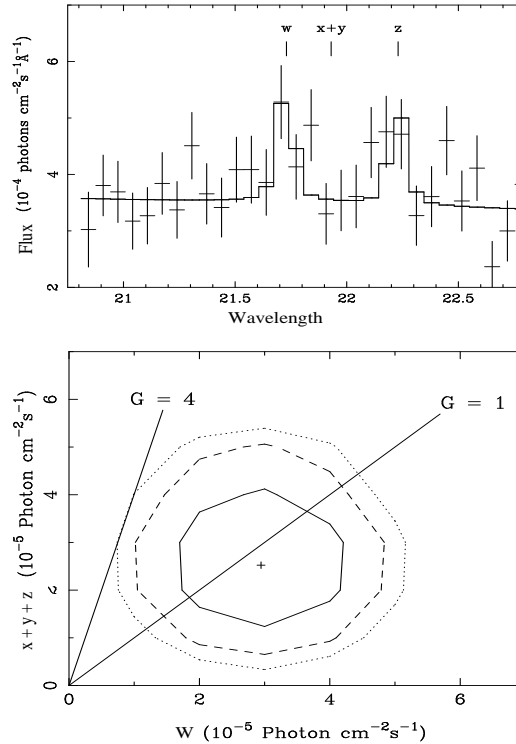 w x+y z
Flux (10⁻⁴ photons cm⁻²s⁻¹Å⁻¹)
6
4
2
21 21.5 22 22.5
Wavelength
G = 4
G = 1
x+y+z (10⁻⁵ Photon cm⁻²s⁻¹)
6
4
2
0
0 2 4 6
W (10⁻⁵ Photon cm⁻²s⁻¹)